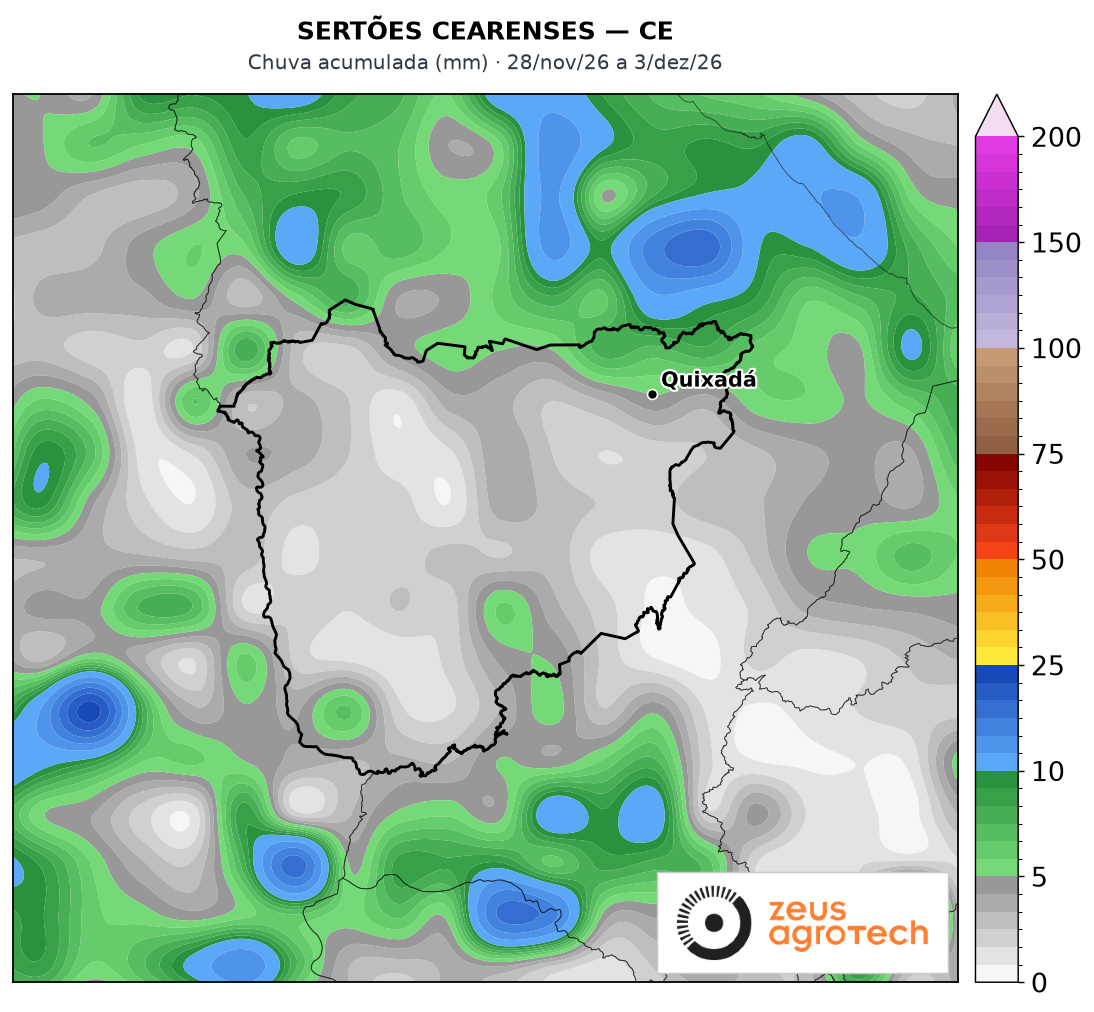 SERTÕES CEARENSES — CE
Chuva acumulada (mm) · 28/nov/26 a 3/dez/26
200
150
100
75
50
25
10
5
0
Quixadá
zeus
agrotech